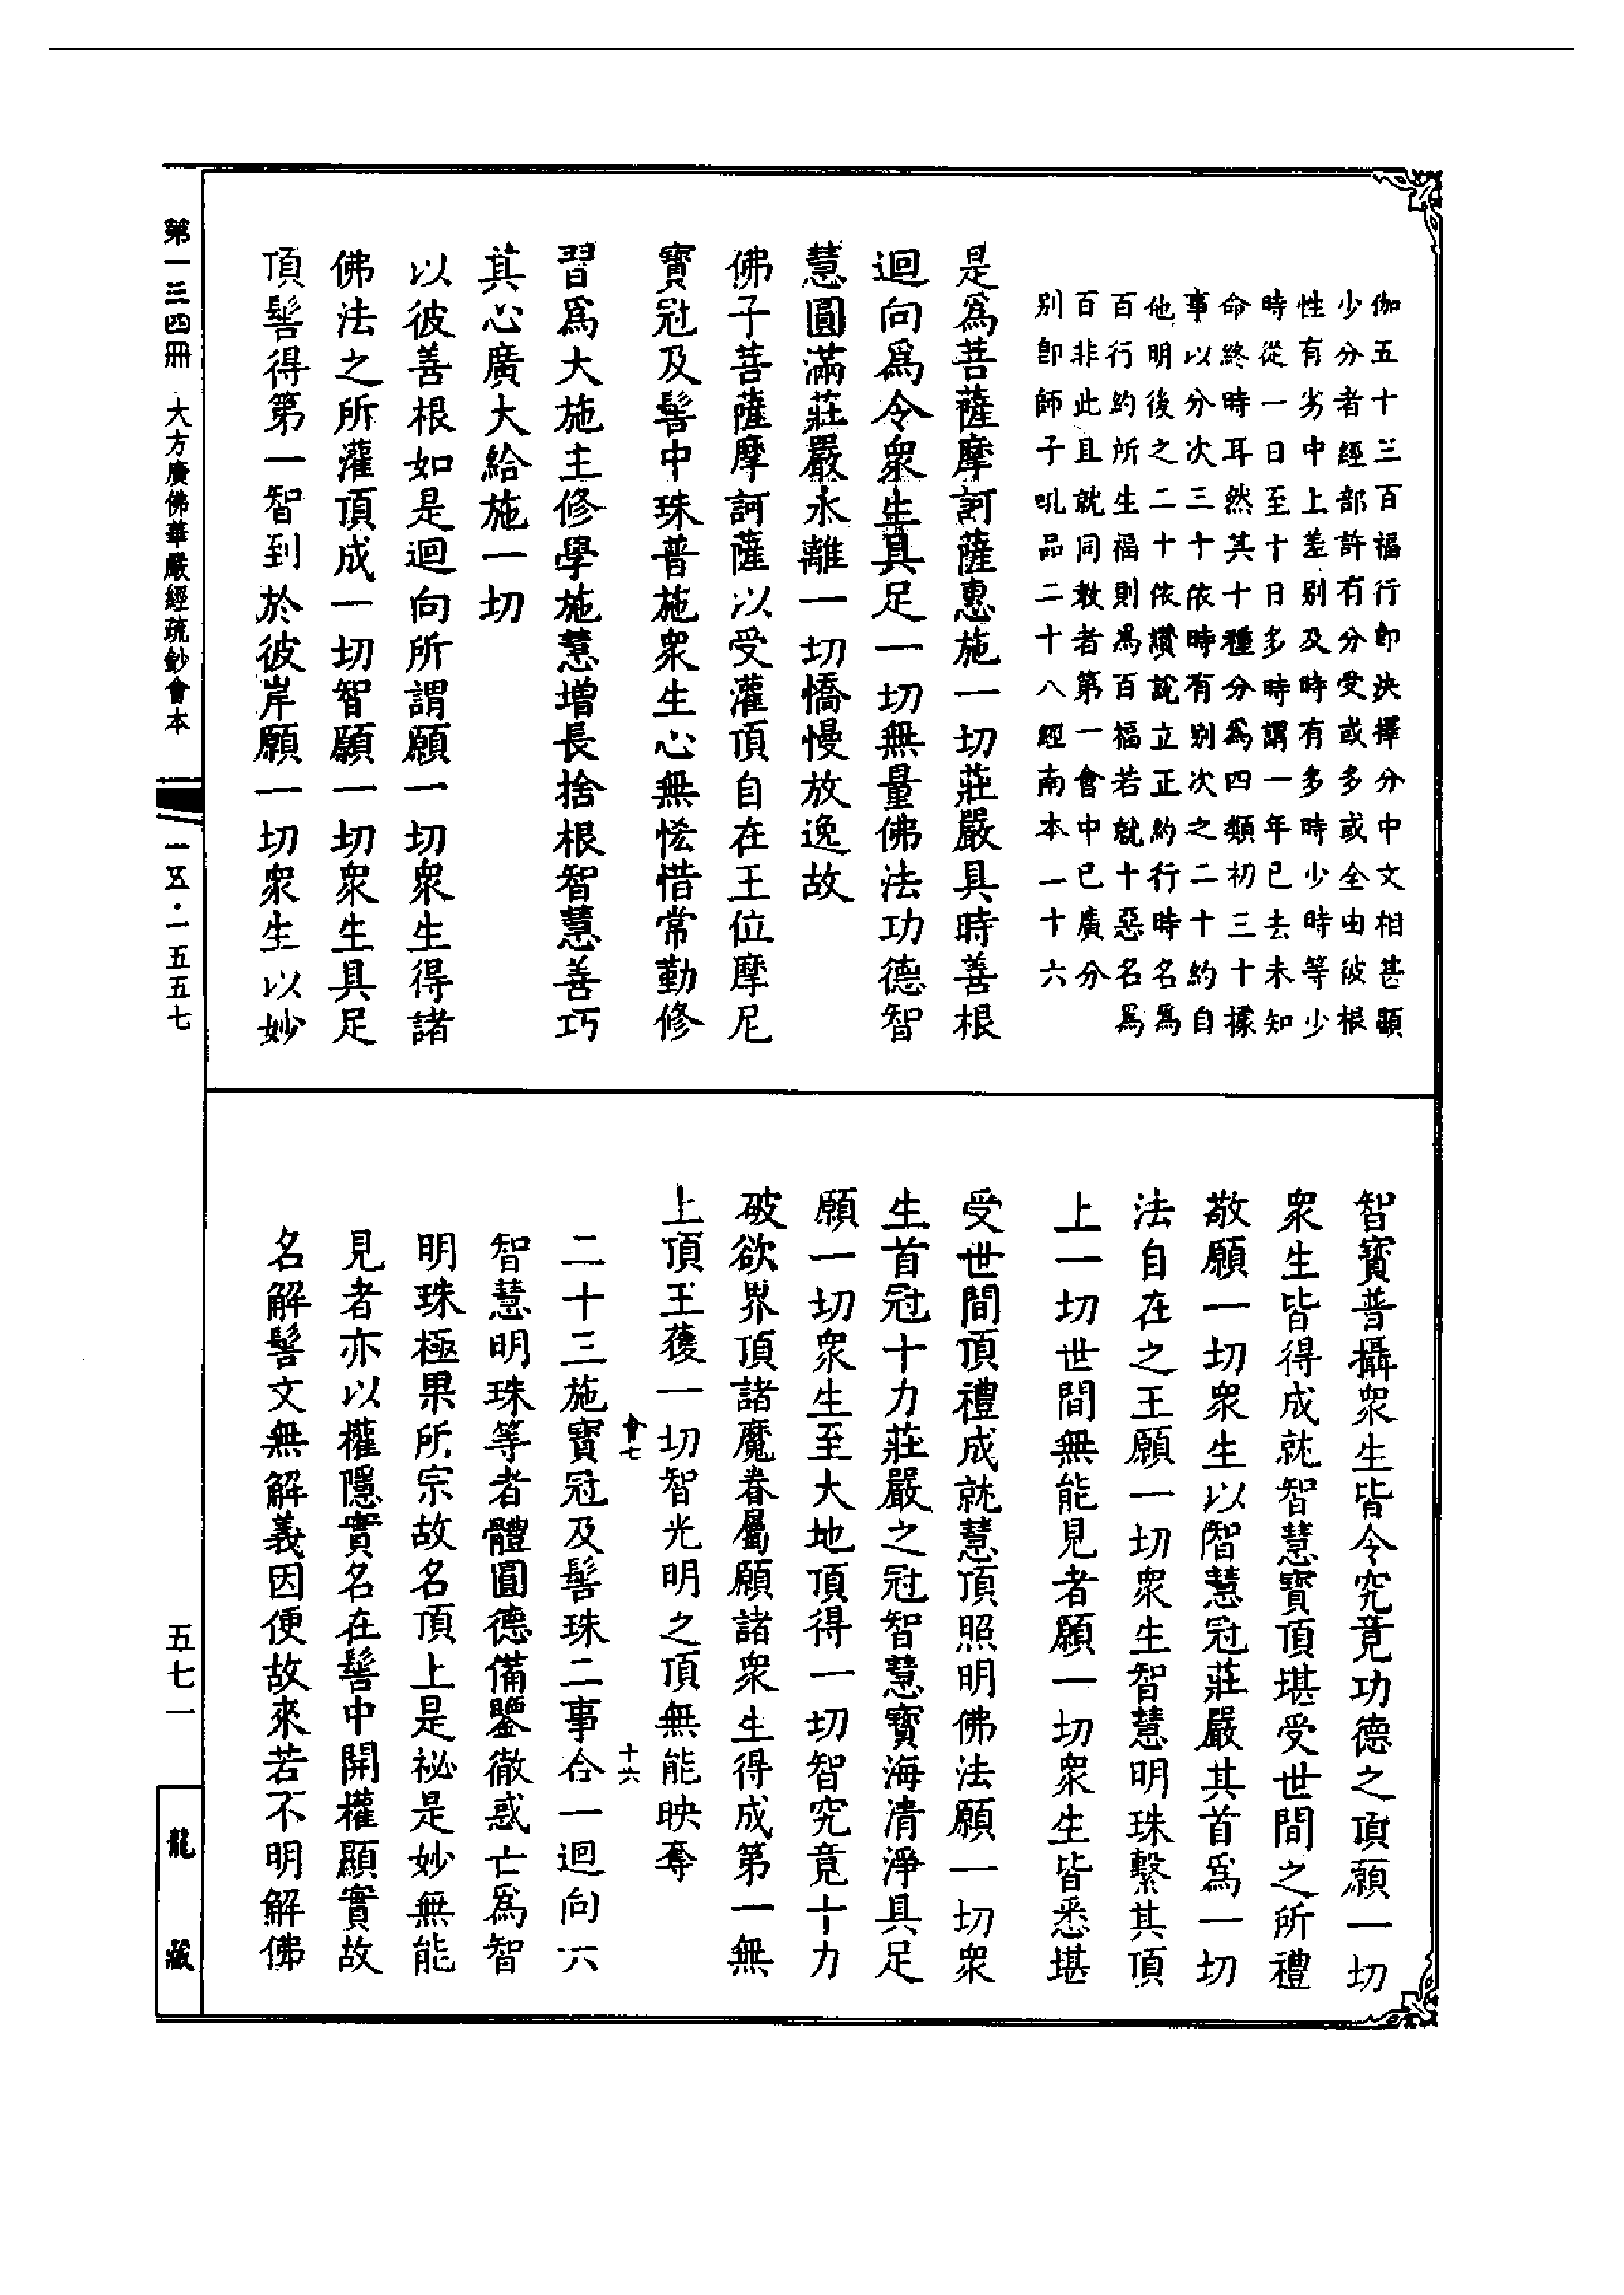 伽五十三百福行即決擇分中文相甚顯
少分者經部許有分受或多或全由彼根
性有劣中上差别及時有多時少時等少
時從一日至十日多時謂一年已去未知
命終時耳然其十種分爲四類初三十據
事以分次三十依時有别次之二十約自
他明後之二十依讚說立正約行時名爲
百行約所生福則爲百福若就十惡名爲
百非此且就同教者第一會中已廣分
别卽師子吼品二十八經南本一十六
是爲菩薩摩訶薩惠施一切莊嚴具時善根
迴向爲令衆生具足一切無量佛法功德智
慧圓滿莊嚴永離一切憍慢放逸故
佛子菩薩摩訶薩以受灌頂自在王位摩尼
寶冠及髻中珠普施衆生心無悋惜常勤修
習爲大施主修學施慧增長捨根智慧善巧
其心廣大給施一切
以彼善根如是迴向所謂願一切衆生得諸
佛法之所灌頂成一切智願一切衆生具足
頂髻得第一智到於彼岸願一切衆生以妙
智寶普攝衆生皆令究竟功德之頂願一切
衆生皆得成就智慧寶頂堪受世間之所禮
敬願一切衆生以智慧冠莊嚴其首爲一切
法自在之王願一切衆生智慧明珠繫其頂
上一切世間無能見者願一切衆生皆悉堪
受世間頂禮成就慧頂照明佛法願一切衆
生首冠十力莊嚴之冠智慧寶海清淨具足
願一切衆生至大地頂得一切智究竟十力
破欲界頂諸魔眷屬願諸衆生得成第一無
上頂王蒦一切智光明之頂無能映奪
會七
十六
二十三施寶冠及髻珠二事合一迴向六
智慧明珠等者體圓德備鑒徹惑亡爲智
明珠極果所宗故名頂上是祕是妙無能
見者亦以權隱實名在髻中開權顯實故
名解髻文無解義因便故來若不明解佛
第一三四冊
大方廣佛華嚴經疏鈔會本
一五·一五五七
五七一
龍藏